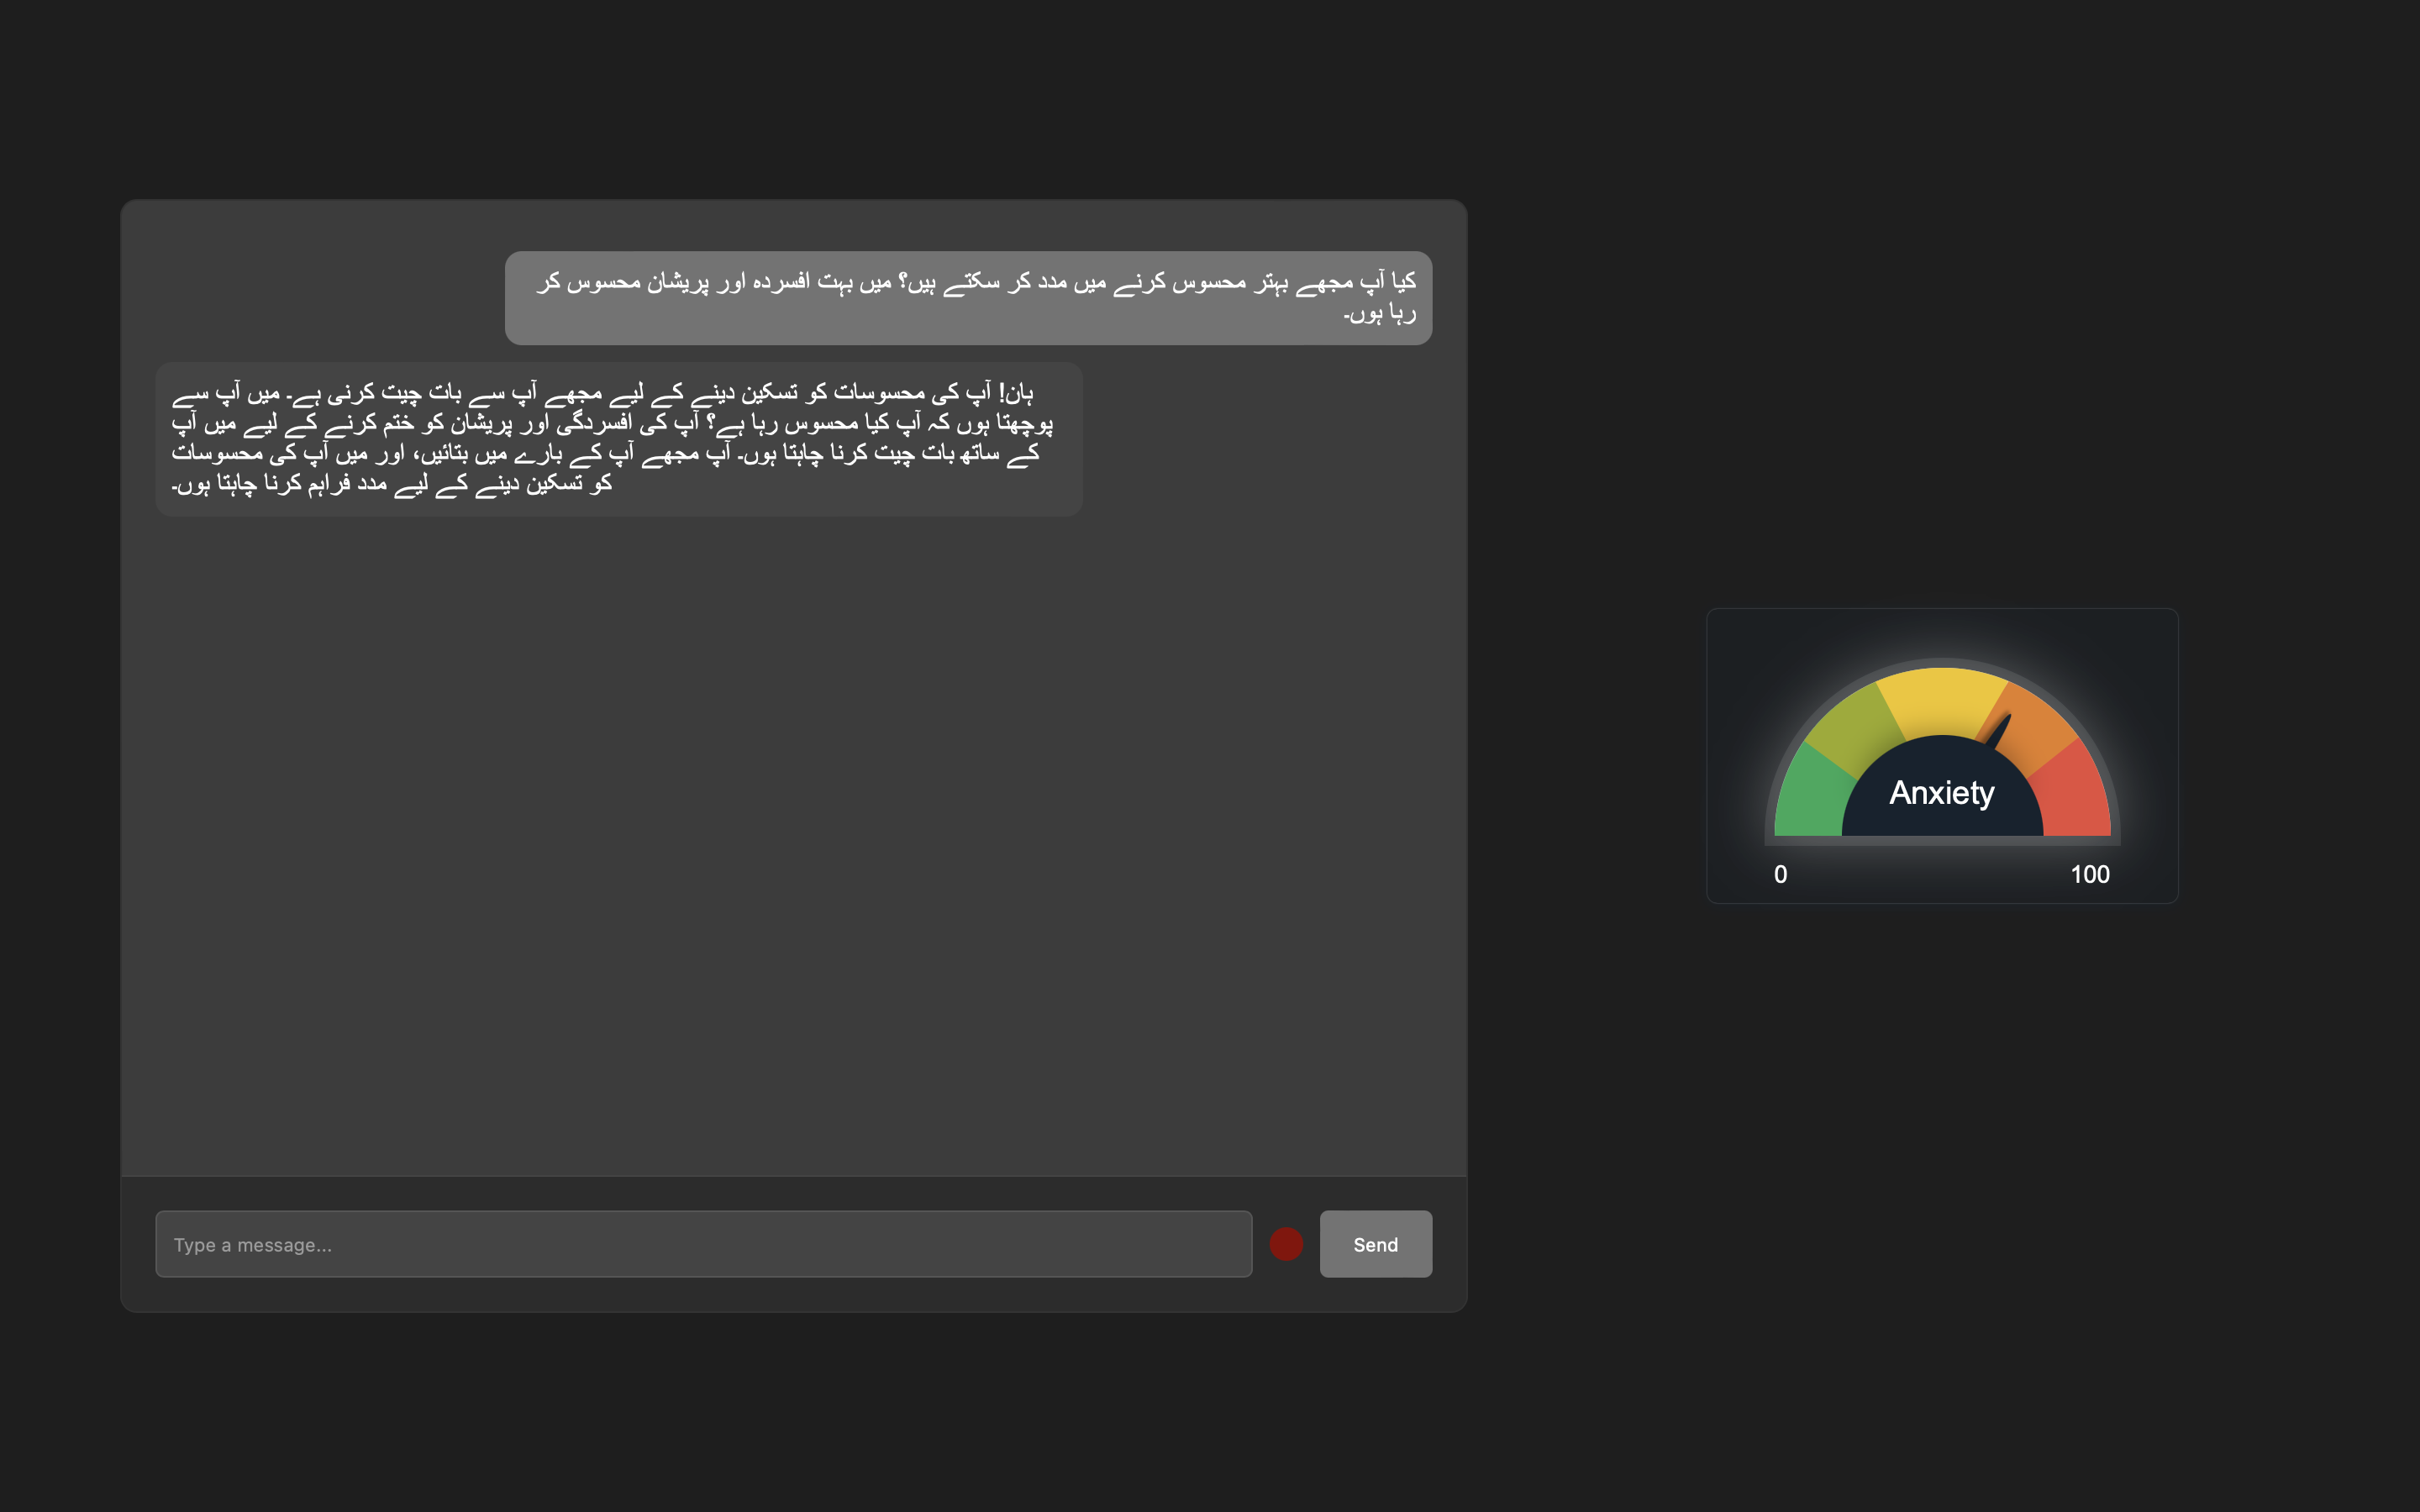 کیا آپ مجھے بہتر محسوس کرنے میں مدد کر سکتے ہیں؟ میں بہت افسردہ اور پریشان محسوس کر
رہا ہوں۔
ہان! آپ کی محسوسات کو تسکین دینے کے لیے مجھے آپ سے بات چیت کرنی ہے۔ میں آپ سے
پوچھتا ہوں کہ آپ کیا محسوس رہا ہے؟ آپ کی افسردگی اور پریشان کو ختم کرنے کے لیے میں آپ
کے ساتھ بات چیت کرنا چاہتا ہوں۔ آپ مجھے آپ کے بارے میں بتائیں، اور میں آپ کی محسوسات
کو تسکین دینے کے لیے مدد فراہم کرنا چاہتا ہوں۔
Anxiety
0
100
Type a message...
Send